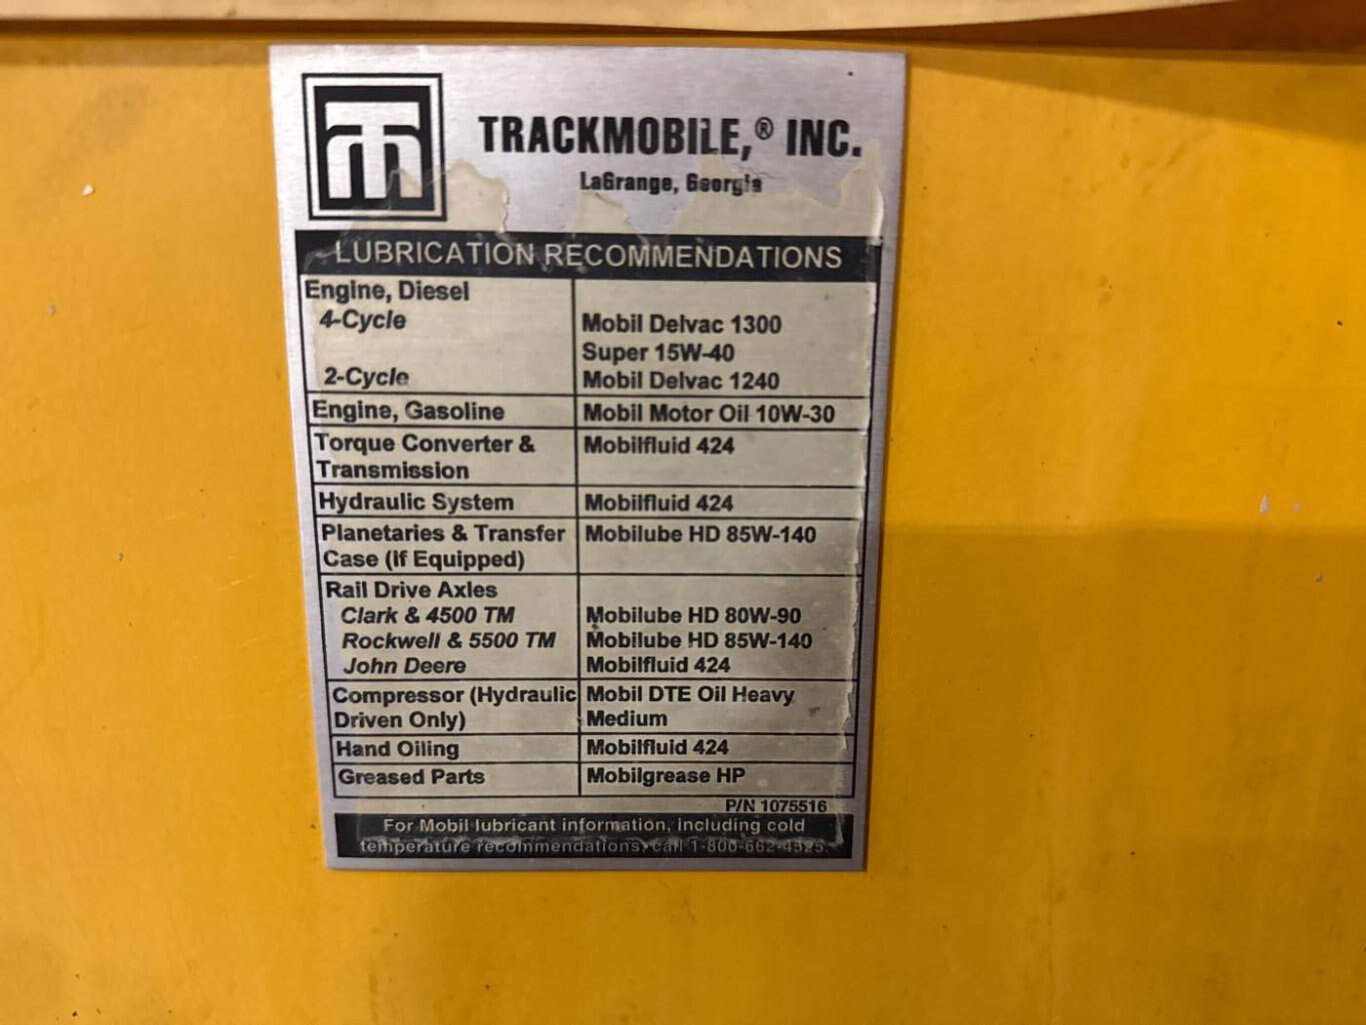 TM
TRACKMOBILE,® INC.
LaGrange, Georgia
LUBRICATION RECOMMENDATIONS
Engine, Diesel
4-Cycle Mobil Delvac 1300
Super 15W-40
2-Cycle Mobil Delvac 1240
Engine, Gasoline Mobil Motor Oil 10W-30
Torque Converter & Mobilfluid 424
Transmission
Hydraulic System Mobilfluid 424
Planetaries & Transfer Mobilube HD 85W-140
Case (If Equipped)
Rail Drive Axles
Clark & 4500 TM Mobilube HD 80W-90
Rockwell & 5500 TM Mobilube HD 85W-140
John Deere Mobilfluid 424
Compressor (Hydraulic Mobil DTE Oil Heavy
Driven Only) Medium
Hand Oiling Mobilfluid 424
Greased Parts Mobilgrease HP
P/N 1075516
For Mobil lubricant information, including cold
temperature recommendations, call 1-800-662-4525.